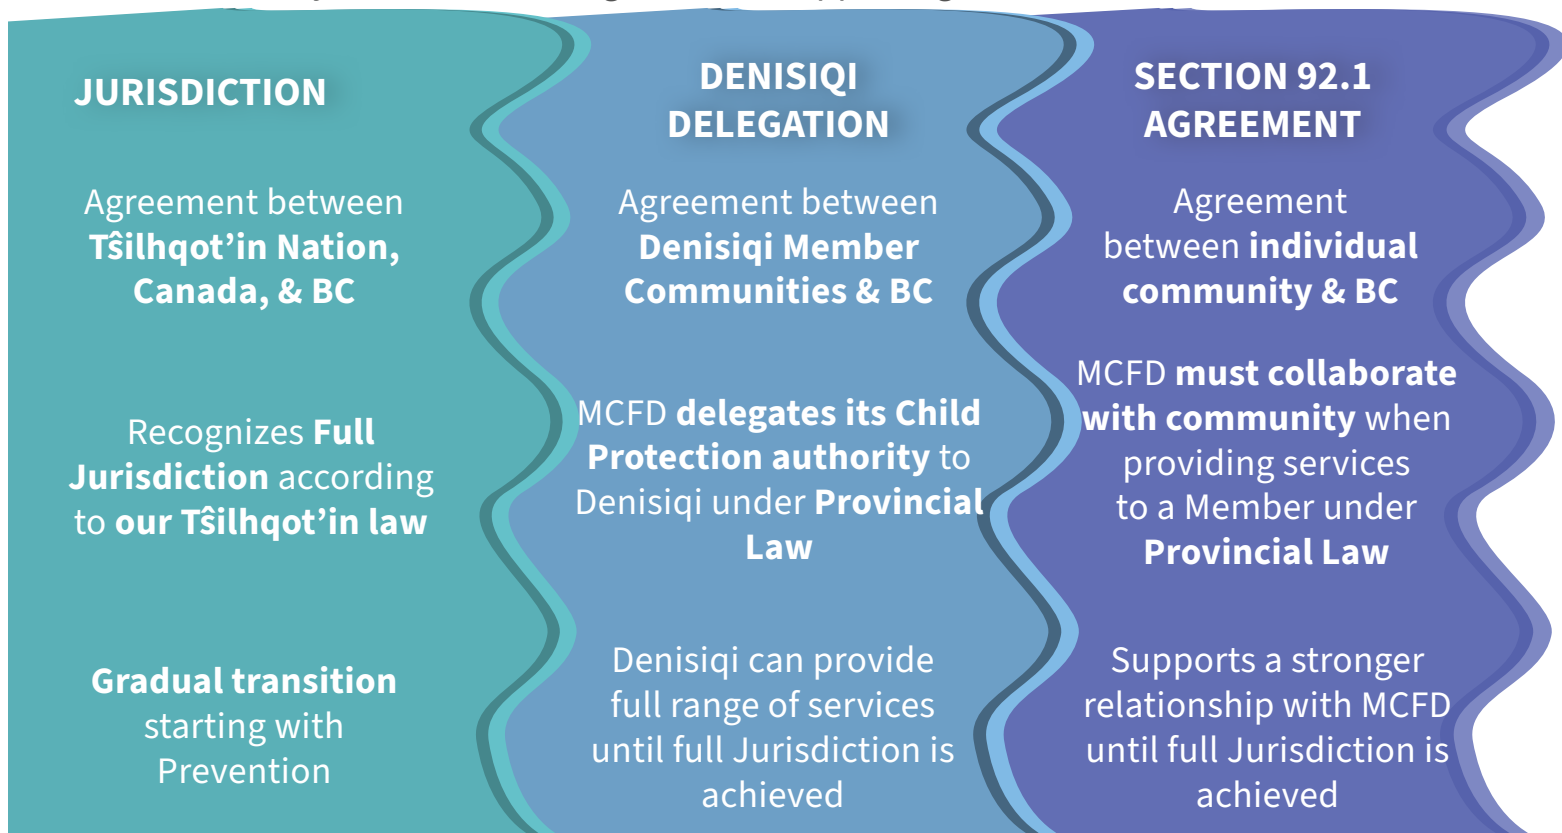 JURISDICTION
Agreement between
Tŝilhqot’in Nation,
Canada, & BC
Recognizes Full
Jurisdiction according
to our Tŝilhqot’in law
Gradual transition
starting with
Prevention
DENISIQI
DELEGATION
Agreement between
Denisiqi Member
Communities & BC
MCFD delegates its Child
Protection authority to
Denisiqi under Provincial
Law
Denisiqi can provide
full range of services
until full Jurisdiction is
achieved
SECTION 92.1
AGREEMENT
Agreement
between individual
community & BC
MCFD must collaborate
with community when
providing services
to a Member under
Provincial Law
Supports a stronger
relationship with MCFD
until full Jurisdiction is
achieved